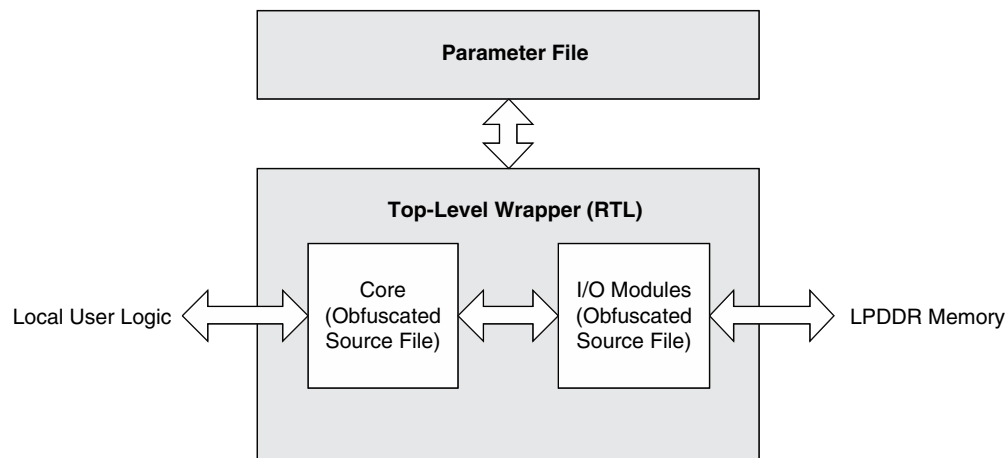 Parameter File
Top-Level Wrapper (RTL)
Local User Logic
Core
(Obfuscated
Source File)
I/O Modules
(Obfuscated
Source File)
LPDDR Memory